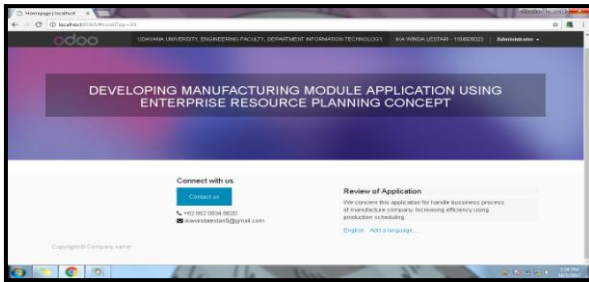 Homepage | localhost
localhost
odoo
UDAYANA UNIVERSITY, ENGINEERING FACULTY, DEPARTMENT INFORMATION TECHNOLOGY
IKA WINDA LESTARI -
Administrator
DEVELOPING MANUFACTURING MODULE APPLICATION USING
ENTERPRISE RESOURCE PLANNING CONCEPT
Connect with us
Contact us
Review of Application
We concern this application for handle bussiness process
of manufacture company. Increasing efficiency using
production scheduling.
English Add a language...
Copyright © Company name